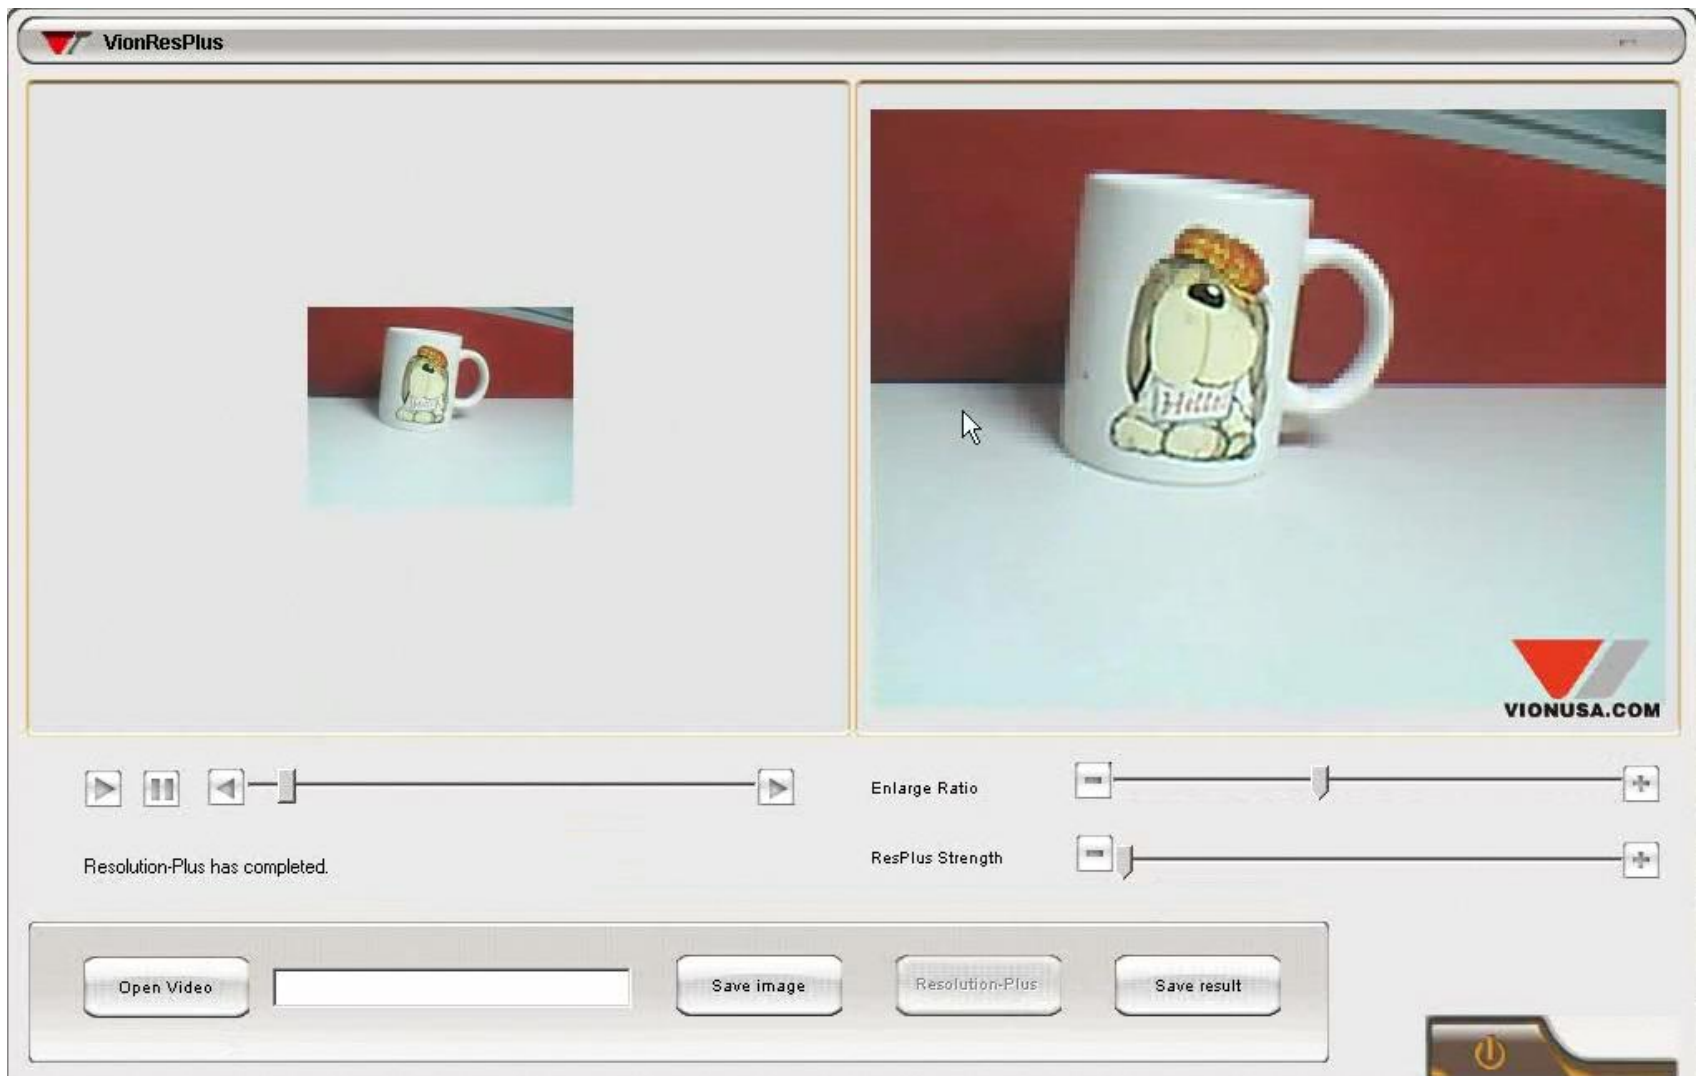 VionResPlus
Hello
VIONUSA.COM
Enlarge Ratio
Resolution-Plus has completed.
ResPlus Strength
Open Video
Save image
Resolution-Plus
Save result